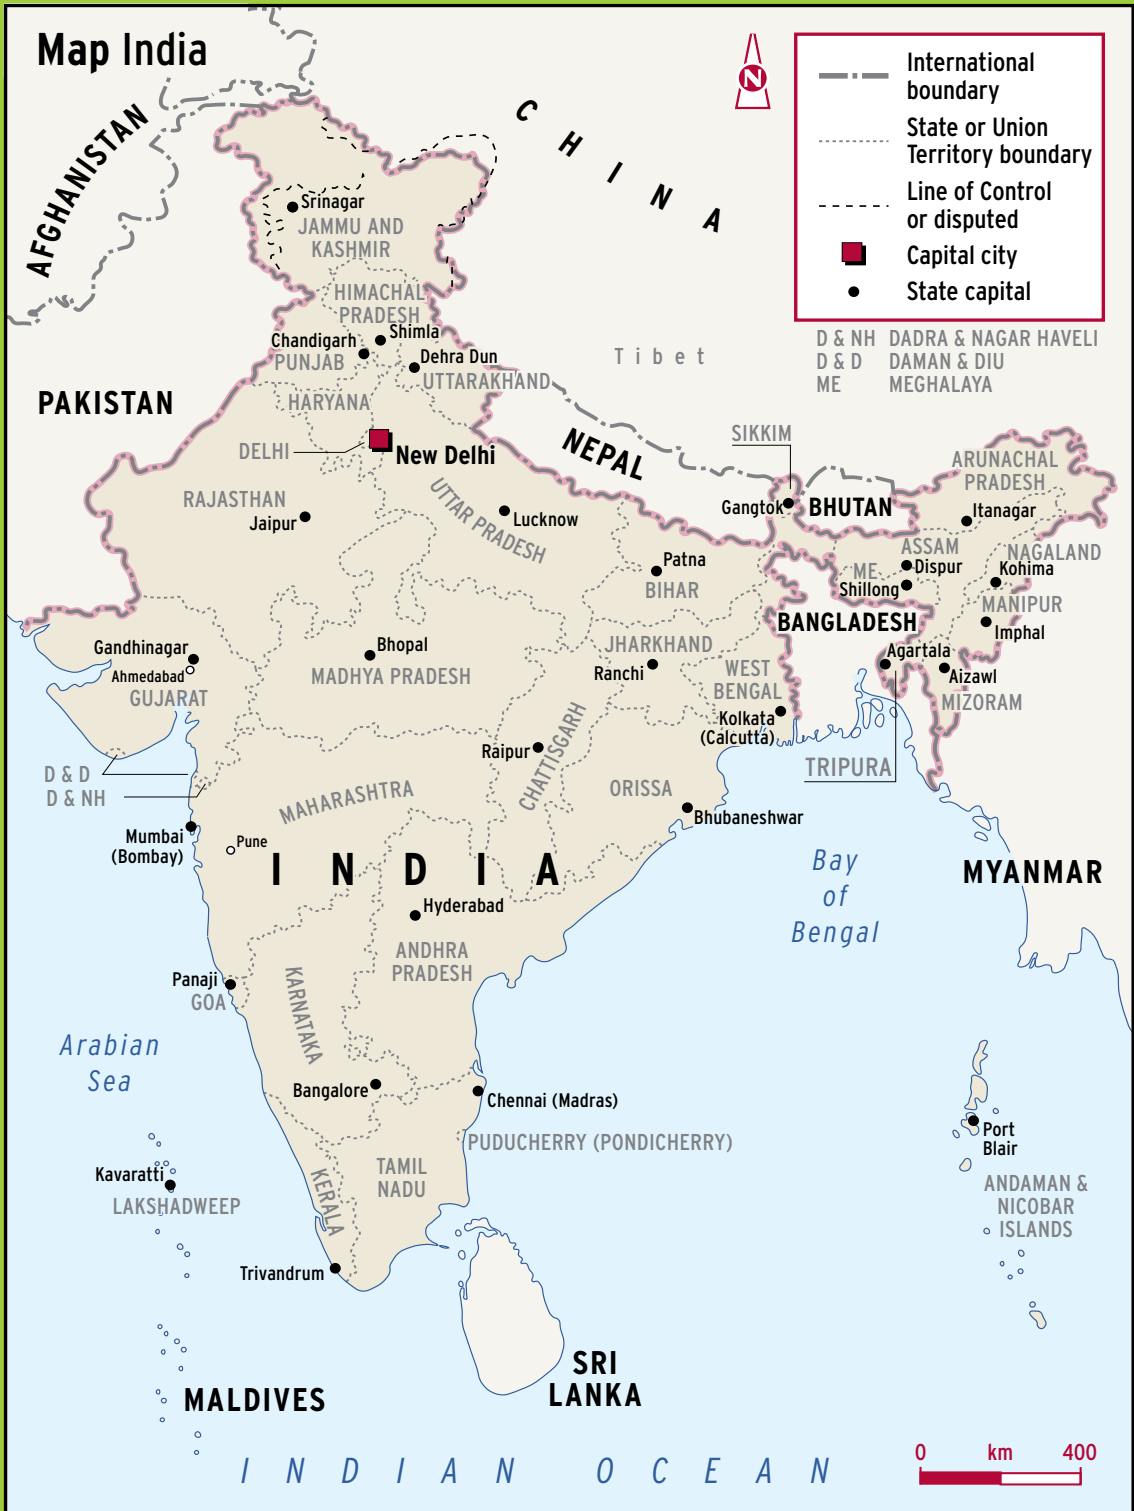 Map India
N
International
boundary
State or Union
Territory boundary
Line of Control
or disputed
Capital city
State capital
D & NH DADRA & NAGAR HAVELI
D & D DAMAN & DIU
ME MEGHALAYA
AFGHANISTAN
CHINA
Srinagar
JAMMU AND
KASHMIR
HIMACHAL
PRADESH
Shimla
Chandigarh
PUNJAB
Dehra Dun
UTTARAKHAND
Tibet
PAKISTAN
HARYANA
DELHI
New Delhi
NEPAL
SIKKIM
ARUNACHAL
PRADESH
RAJASTHAN
Jaipur
UTTAR PRADESH
Lucknow
Gangtok
BHUTAN
Itanagar
ASSAM
Dispur
NAGALAND
Kohima
Patna
BIHAR
ME
Shillong
MANIPUR
Imphal
BANGLADESH
Gandhinagar
Ahmedabad
GUJARAT
Bhopal
MADHYA PRADESH
JHARKHAND
Ranchi
WEST
BENGAL
Agartala
Aizawl
MIZORAM
Kolkata
(Calcutta)
Raipur
CHATTISGARH
TRIPURA
D & D
D & NH
MAHARASHTRA
ORISSA
Bhubaneshwar
Mumbai
(Bombay)
Pune
INDIA
Bay
of
Bengal
MYANMAR
Hyderabad
ANDHRA
PRADESH
Panaji
GOA
KARNATAKA
Arabian
Sea
Bangalore
Chennai (Madras)
PUDUCHERRY (PONDICHERRY)
Port
Blair
Kavaratti
LAKSHADWEEP
KERALA
TAMIL
NADU
ANDAMAN &
NICOBAR
ISLANDS
Trivandrum
SRI
LANKA
MALDIVES
INDIAN OCEAN
0 km 400